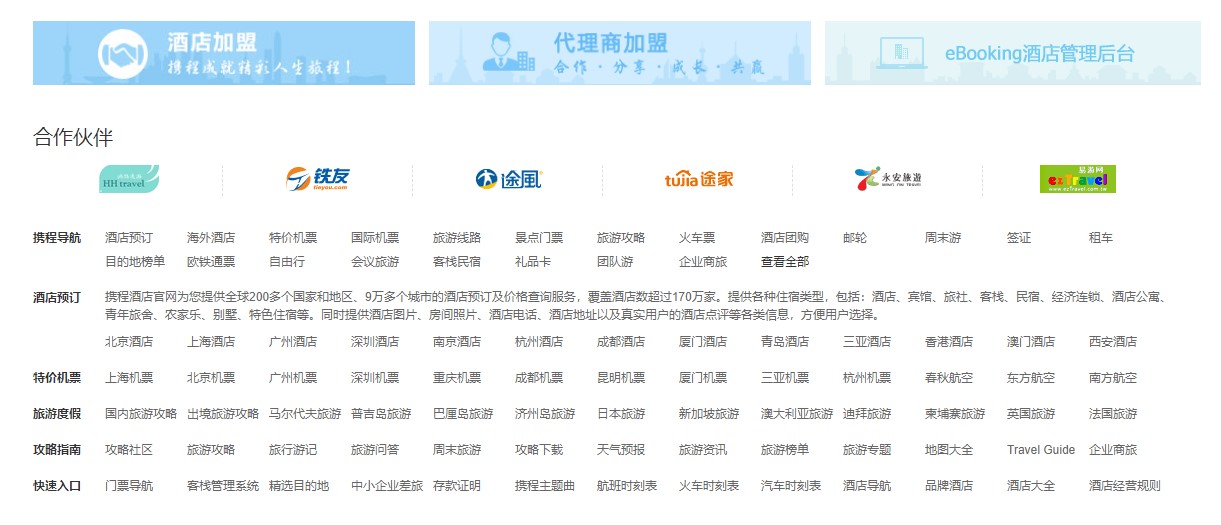 酒店加盟
携程成就精彩人生旅程！
代理商加盟
合作·分享·成长·共赢
eBooking酒店管理后台
合作伙伴
HHtravel
铁友
tieyou.com
途风
tujia途家
永安旅遊
WING ON TRAVEL
易游网
ezTravel
www.ezTravel.com.tw
携程导航 酒店预订 海外酒店 特价机票 国际机票 旅游线路 景点门票 旅游攻略 火车票 酒店团购 邮轮 周末游 签证 租车
目的地榜单 欧铁通票 自由行 会议旅游 客栈民宿 礼品卡 团队游 企业商旅 查看全部
酒店预订 携程酒店官网为您提供全球200多个国家和地区、9万多个城市的酒店预订及价格查询服务，覆盖酒店数超过170万家。提供各种住宿类型，包括：酒店、宾馆、旅社、客栈、民宿、经济连锁、酒店公寓、
青年旅舍、农家乐、别墅、特色住宿等。同时提供酒店图片、房间照片、酒店电话、酒店地址以及真实用户的酒店点评等各类信息，方便用户选择。
北京酒店 上海酒店 广州酒店 深圳酒店 南京酒店 杭州酒店 成都酒店 厦门酒店 青岛酒店 三亚酒店 香港酒店 澳门酒店 西安酒店
特价机票 上海机票 北京机票 广州机票 深圳机票 重庆机票 成都机票 昆明机票 厦门机票 三亚机票 杭州机票 春秋航空 东方航空 南方航空
旅游度假 国内旅游攻略 出境旅游攻略 马尔代夫旅游 普吉岛旅游 巴厘岛旅游 济州岛旅游 日本旅游 新加坡旅游 澳大利亚旅游 迪拜旅游 柬埔寨旅游 英国旅游 法国旅游
攻略指南 攻略社区 旅游攻略 旅行游记 旅游问答 周末旅游 攻略下载 天气预报 旅游资讯 旅游榜单 旅游专题 地图大全 Travel Guide 企业商旅
快速入口 门票导航 客栈管理系统 精选目的地 中小企业差旅 存款证明 携程主题曲 航班时刻表 火车时刻表 汽车时刻表 酒店导航 品牌酒店 酒店大全 酒店经营规则